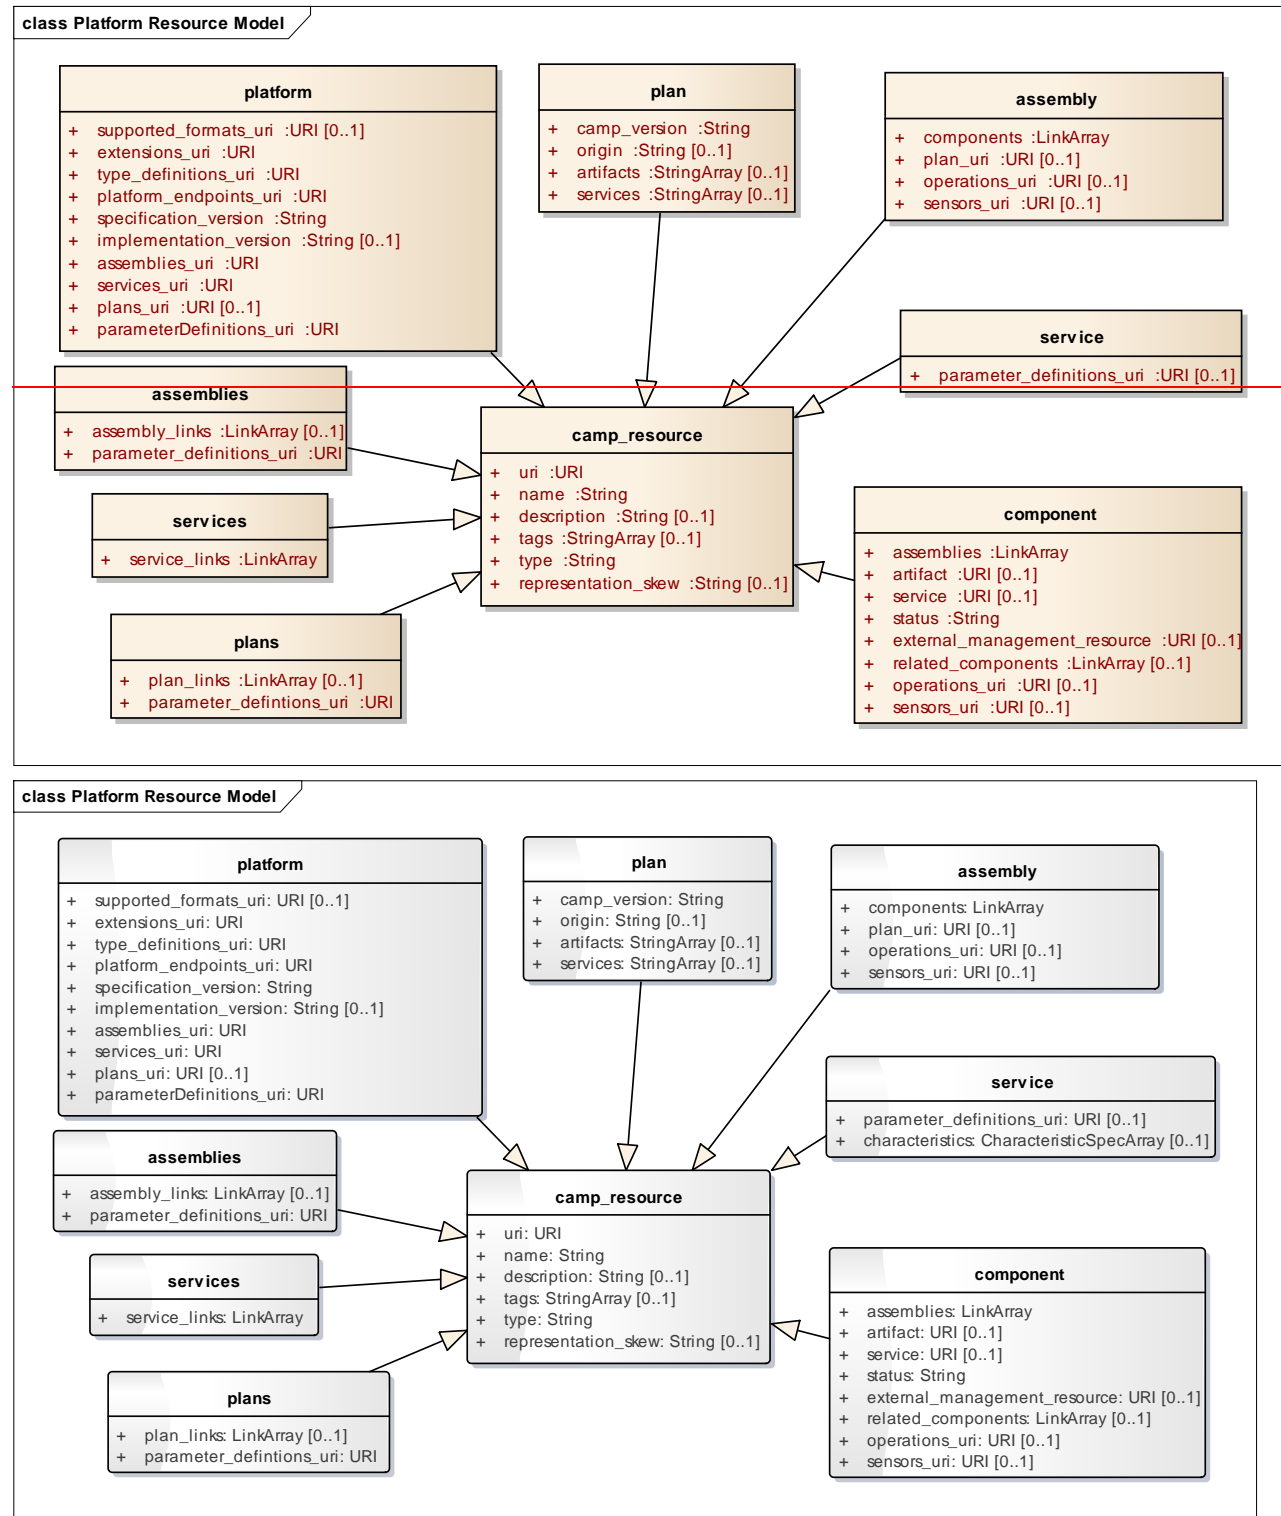 class Platform Resource Model
platform
+ supported_formats_uri :URI [0..1]
+ extensions_uri :URI
+ type_definitions_uri :URI
+ platform_endpoints_uri :URI
+ specification_version :String
+ implementation_version :String [0..1]
+ assemblies_uri :URI
+ services_uri :URI
+ plans_uri :URI [0..1]
+ parameterDefinitions_uri :URI
plan
+ camp_version :String
+ origin :String [0..1]
+ artifacts :StringArray [0..1]
+ services :StringArray [0..1]
assembly
+ components :LinkArray
+ plan_uri :URI [0..1]
+ operations_uri :URI [0..1]
+ sensors_uri :URI [0..1]
service
+ parameter_definitions_uri :URI [0..1]
assemblies
+ assembly_links :LinkArray [0..1]
+ parameter_definitions_uri :URI
camp_resource
+ uri :URI
+ name :String
+ description :String [0..1]
+ tags :StringArray [0..1]
+ type :String
+ representation_skew :String [0..1]
services
+ service_links :LinkArray
component
+ assemblies :LinkArray
+ artifact :URI [0..1]
+ service :URI [0..1]
+ status :String
+ external_management_resource :URI [0..1]
+ related_components :LinkArray [0..1]
+ operations_uri :URI [0..1]
+ sensors_uri :URI [0..1]
plans
+ plan_links :LinkArray [0..1]
+ parameter_defintions_uri :URI
class Platform Resource Model
platform
+ supported_formats_uri: URI [0..1]
+ extensions_uri: URI
+ type_definitions_uri: URI
+ platform_endpoints_uri: URI
+ specification_version: String
+ implementation_version: String [0..1]
+ assemblies_uri: URI
+ services_uri: URI
+ plans_uri: URI [0..1]
+ parameterDefinitions_uri: URI
plan
+ camp_version: String
+ origin: String [0..1]
+ artifacts: StringArray [0..1]
+ services: StringArray [0..1]
assembly
+ components: LinkArray
+ plan_uri: URI [0..1]
+ operations_uri: URI [0..1]
+ sensors_uri: URI [0..1]
service
+ parameter_definitions_uri: URI [0..1]
+ characteristics: CharacteristicSpecArray [0..1]
assemblies
+ assembly_links: LinkArray [0..1]
+ parameter_definitions_uri: URI
camp_resource
+ uri: URI
+ name: String
+ description: String [0..1]
+ tags: StringArray [0..1]
+ type: String
+ representation_skew: String [0..1]
services
+ service_links: LinkArray
component
+ assemblies: LinkArray
+ artifact: URI [0..1]
+ service: URI [0..1]
+ status: String
+ external_management_resource: URI [0..1]
+ related_components: LinkArray [0..1]
+ operations_uri: URI [0..1]
+ sensors_uri: URI [0..1]
plans
+ plan_links: LinkArray [0..1]
+ parameter_defintions_uri: URI